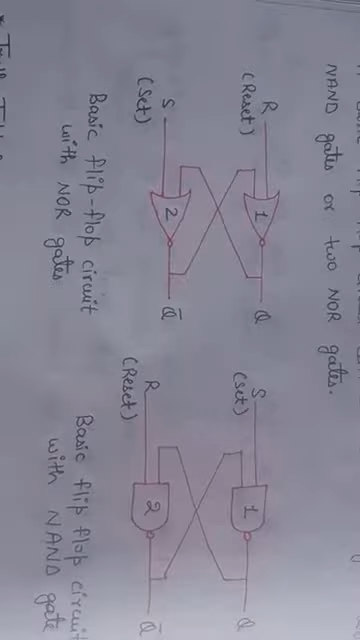 NAND gates or two NOR gates.
R
(Reset)
1
Q
S
(Set)
2
Q̅
Basic flip-flop circuit
with NOR gates
S
(Set)
1
Q
R
(Reset)
2
Q̅
Basic flip flop circuit
with NAND gate